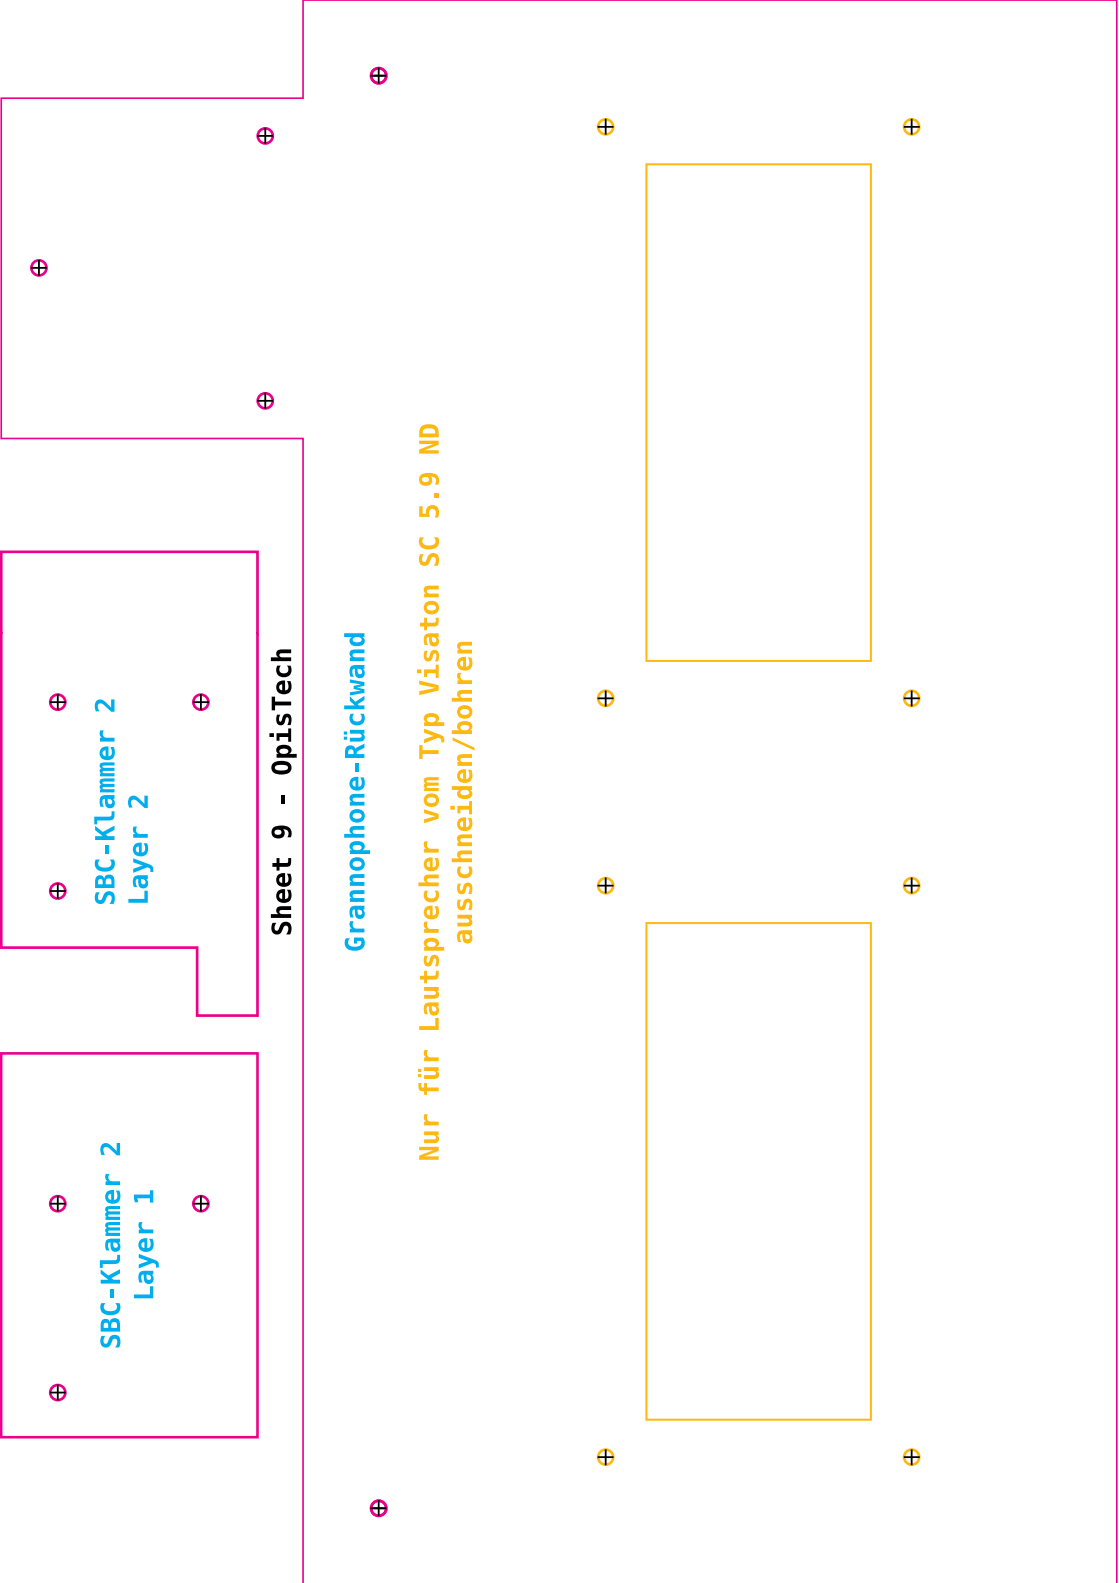 SBC-Klammer 2
Layer 2
SBC-Klammer 2
Layer 1
Sheet 9 - OpisTech
Grannophone-Rückwand
Nur für Lautsprecher vom Typ Visaton SC 5.9 ND
ausschneiden/bohren